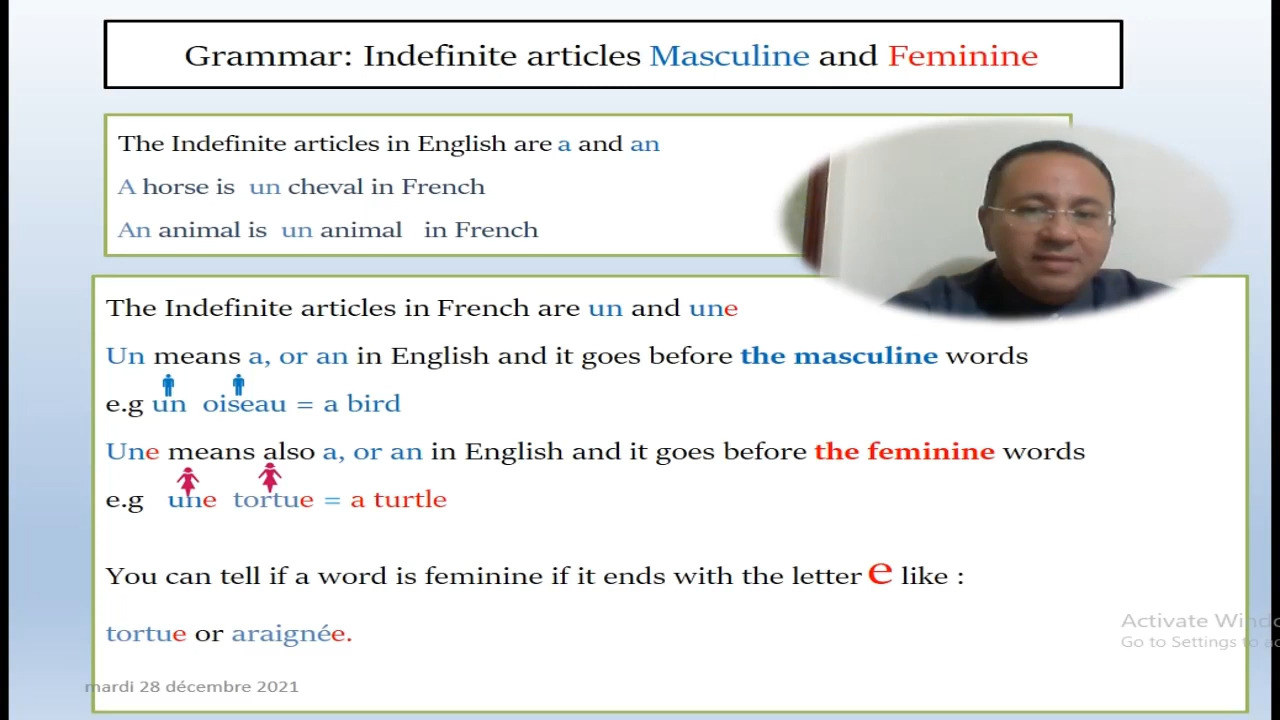 Grammar: Indefinite articles Masculine and Feminine
The Indefinite articles in English are a and an
A horse is un cheval in French
An animal is un animal in French
The Indefinite articles in French are un and une
Un means a, or an in English and it goes before the masculine words
e.g un oiseau = a bird
Une means also a, or an in English and it goes before the feminine words
e.g une tortue = a turtle
You can tell if a word is feminine if it ends with the letter e like :
tortue or araignée.
Activate Windo
Go to Settings to ac
mardi 28 décembre 2021